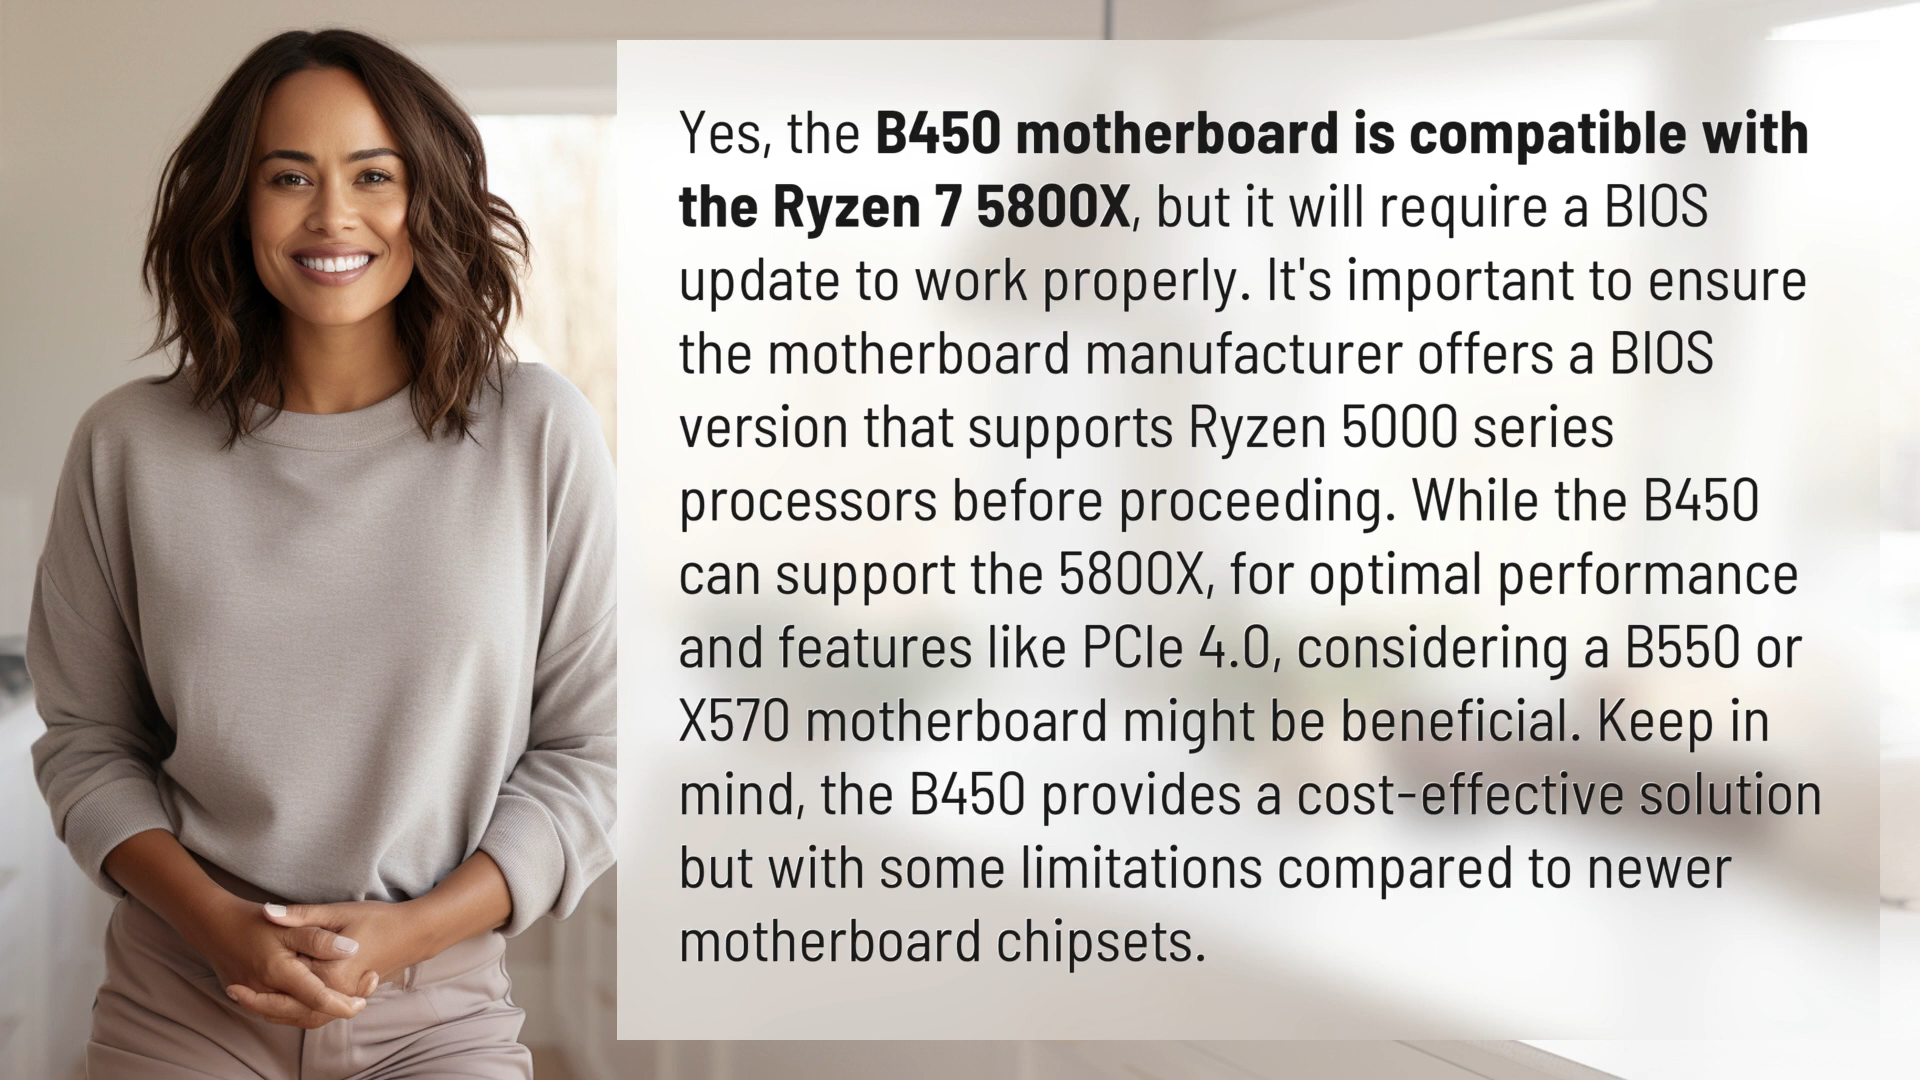 Yes, the B450 motherboard is compatible with
the Ryzen 7 5800X, but it will require a BIOS
update to work properly. It's important to ensure
the motherboard manufacturer offers a BIOS
version that supports Ryzen 5000 series
processors before proceeding. While the B450
can support the 5800X, for optimal performance
and features like PCIe 4.0, considering a B550 or
X570 motherboard might be beneficial. Keep in
mind, the B450 provides a cost-effective solution
but with some limitations compared to newer
motherboard chipsets.